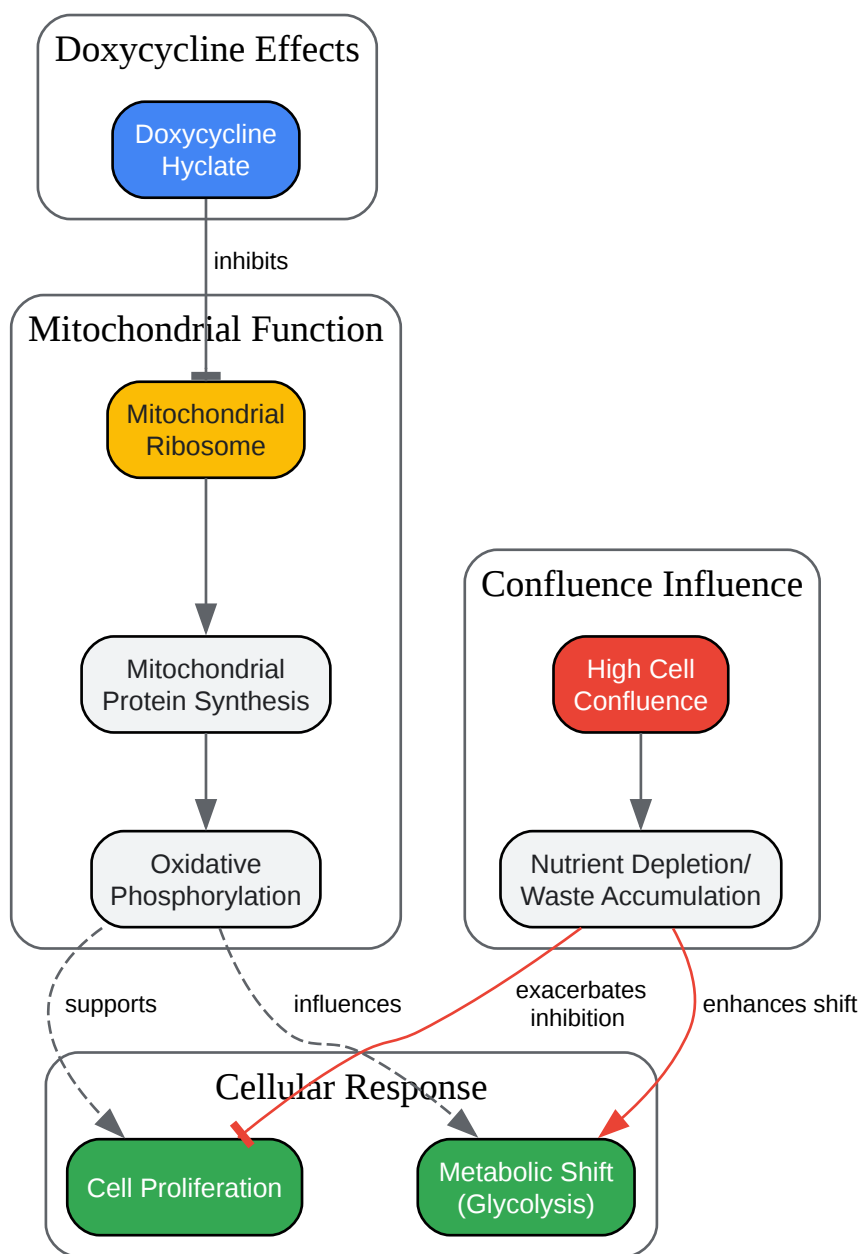 Doxycycline Effects
Doxycycline
Hyclate
inhibits
Mitochondrial Function
Mitochondrial
Ribosome
Mitochondrial
Protein Synthesis
Oxidative
Phosphorylation
Confluence Influence
High Cell
Confluence
Nutrient Depletion/
Waste Accumulation
supports
influences
exacerbates
inhibition
enhances shift
Cellular Response
Cell Proliferation
Metabolic Shift
(Glycolysis)